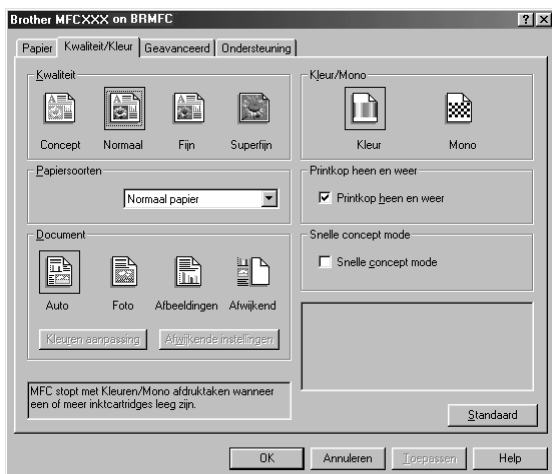 Brother MFCXXX on BRMFC
Papier Kwaliteit/Kleur Geavanceerd Ondersteuning
Kwaliteit
Concept Normaal Fijn Superfijn
Kleur/Mono
Kleur Mono
Papiersoorten
Normaal papier
Printkop heen en weer
Printkop heen en weer
Document
Auto Foto Afbeeldingen Afwijkend
Kleuren aanpassing Afwijkende instellingen
Snelle concept mode
Snelle concept mode
MFC stopt met Kleuren/Mono afdruktaken wanneer
een of meer inktcartridges leeg zijn.
Standaard
OK Annuleren Toepassen Help